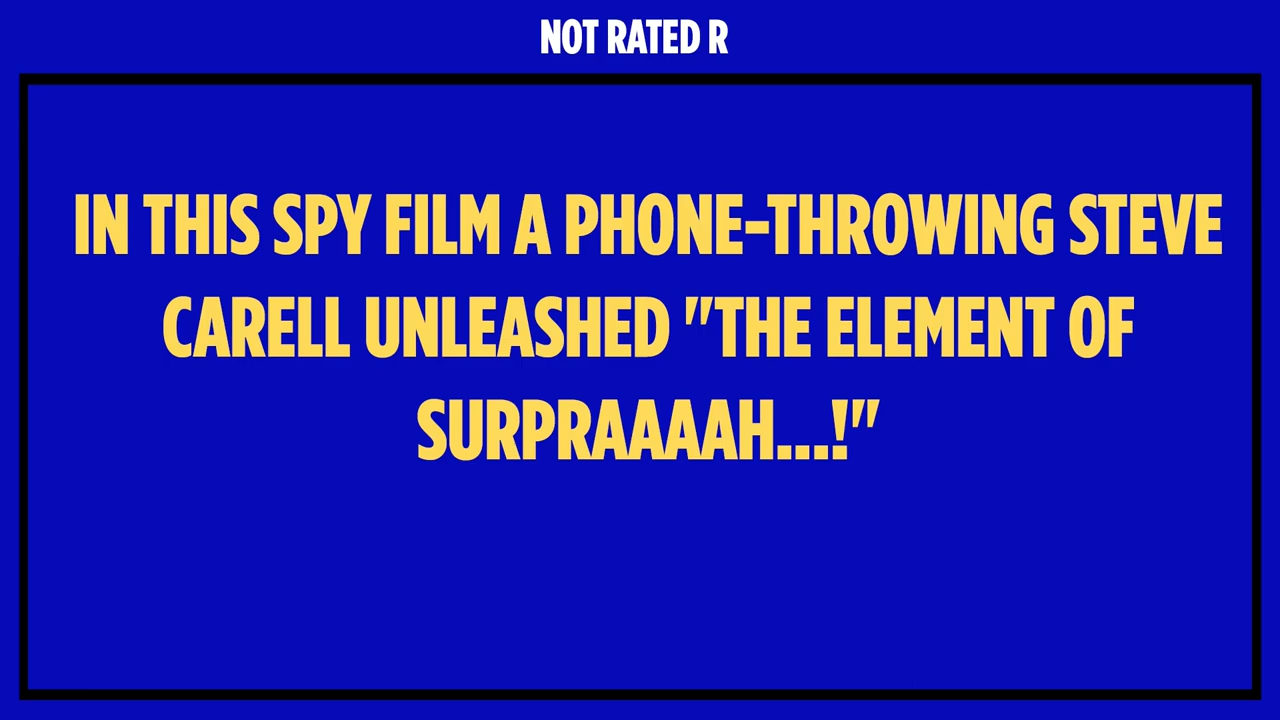 NOT RATED R
IN THIS SPY FILM A PHONE-THROWING STEVE
CARELL UNLEASHED "THE ELEMENT OF
SURPRAAAAH...!"